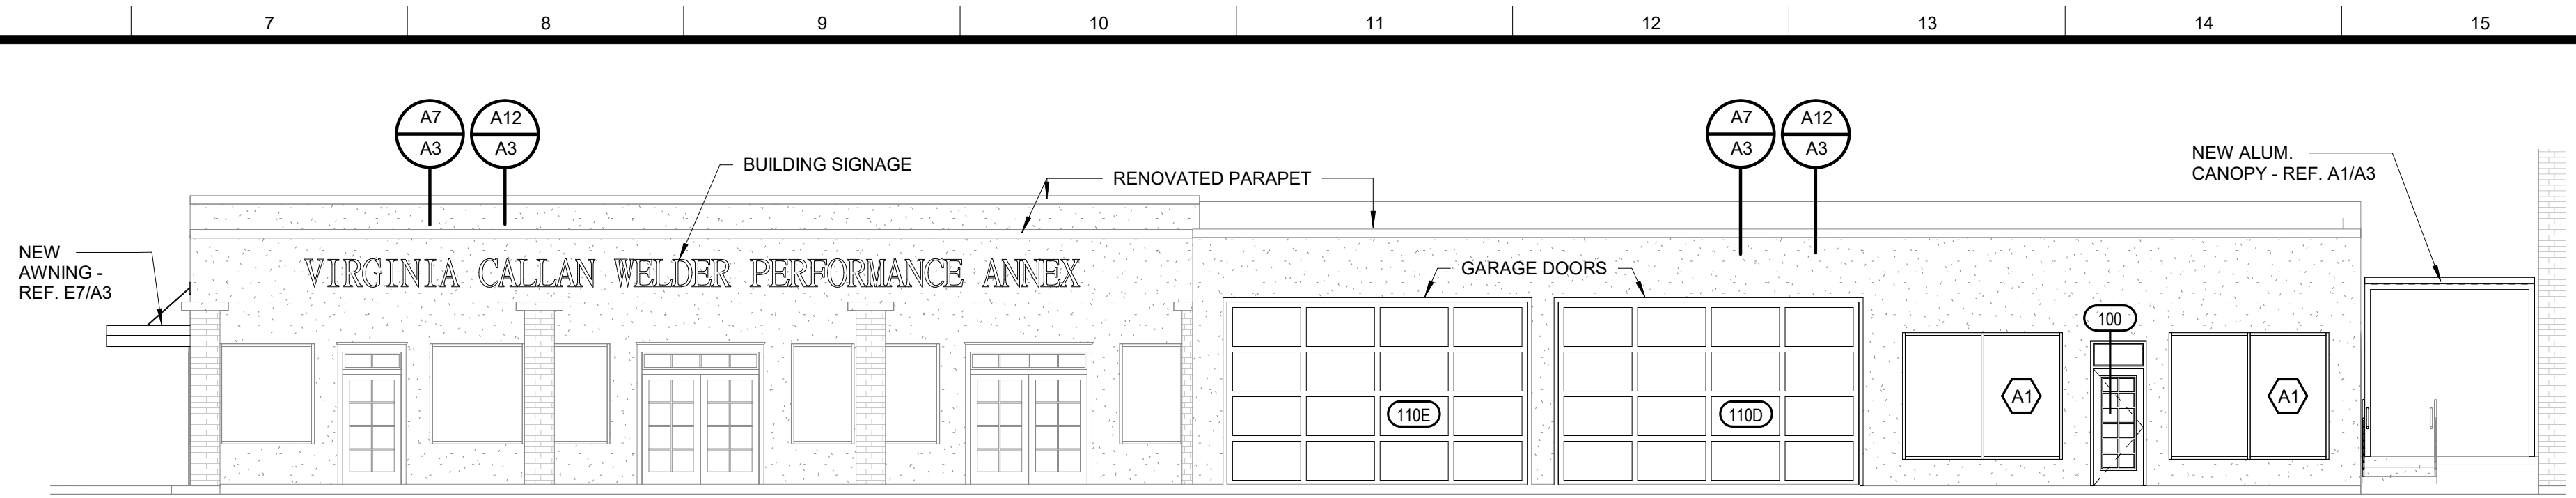 7 8 9 10 11 12 13 14 15
A7 A12 A7 A12
A3 A3 A3 A3
BUILDING SIGNAGE
RENOVATED PARAPET
NEW ALUM.
CANOPY - REF. A1/A3
NEW
AWNING -
REF. E7/A3
VIRGINIA CALLAN WELDER PERFORMANCE ANNEX
GARAGE DOORS
100
A1 A1
110E 110D